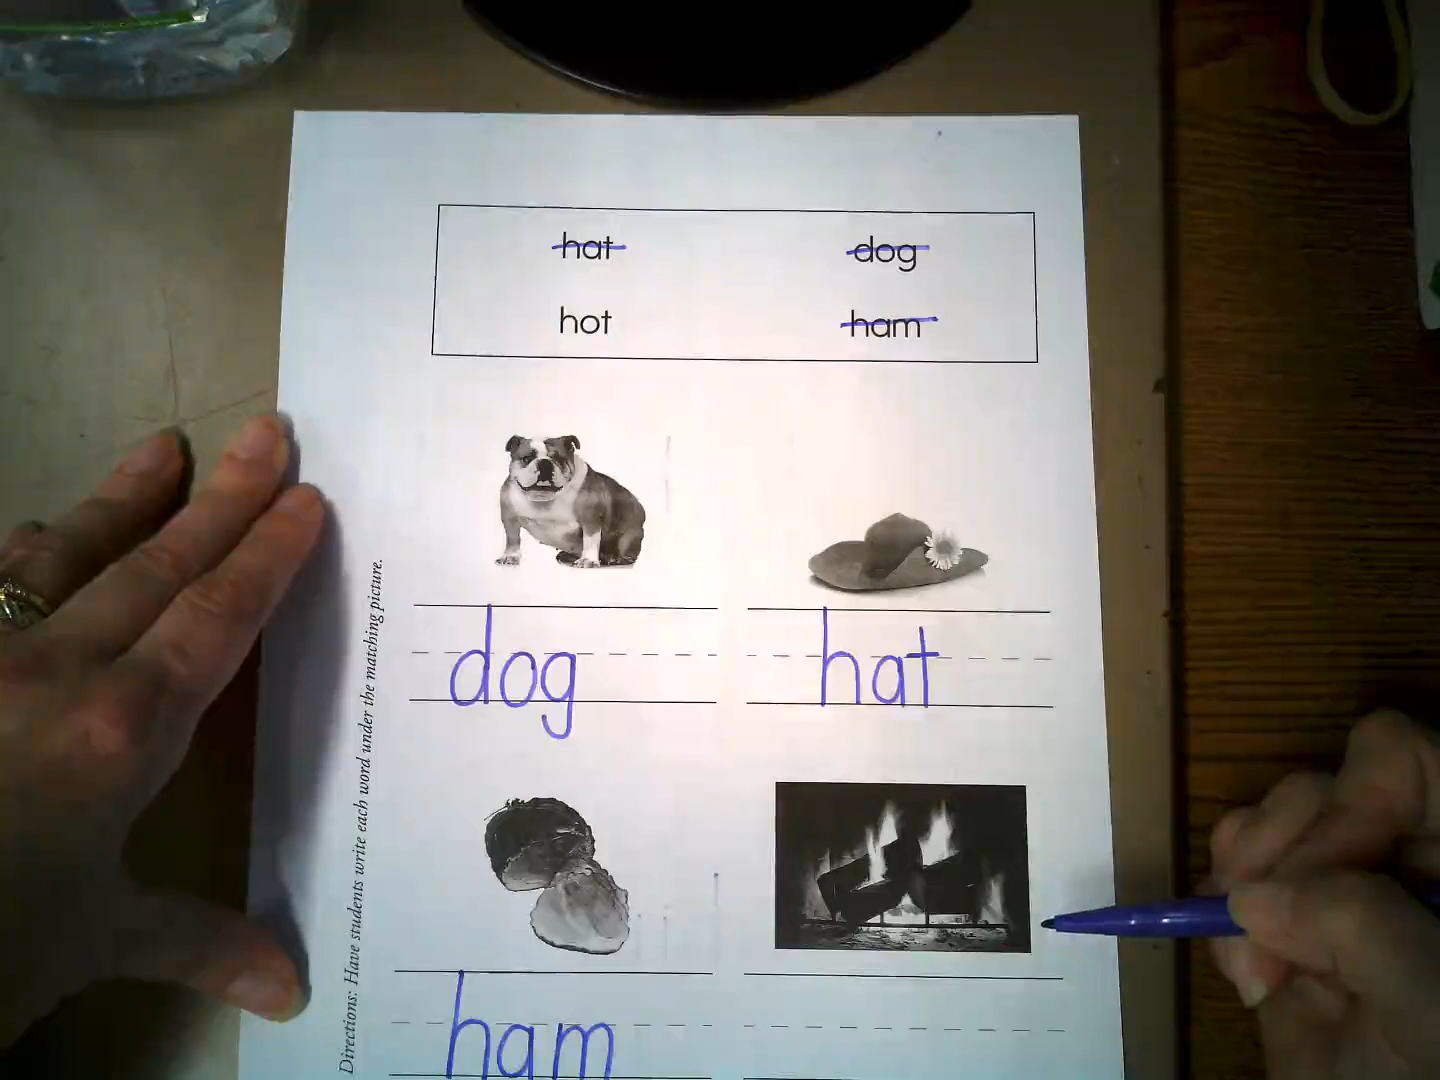 hat dog
hot ham
dog hat
ham
Directions: Have students write each word under the matching picture.